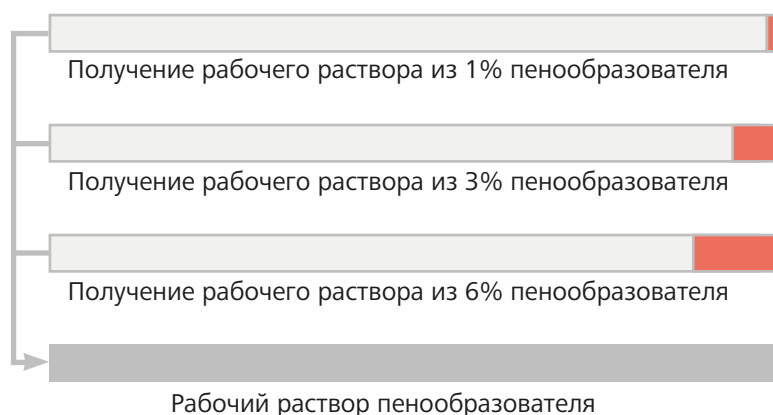 Получение рабочего раствора из 1% пенообразователя
Получение рабочего раствора из 3% пенообразователя
Получение рабочего раствора из 6% пенообразователя
Рабочий раствор пенообразователя